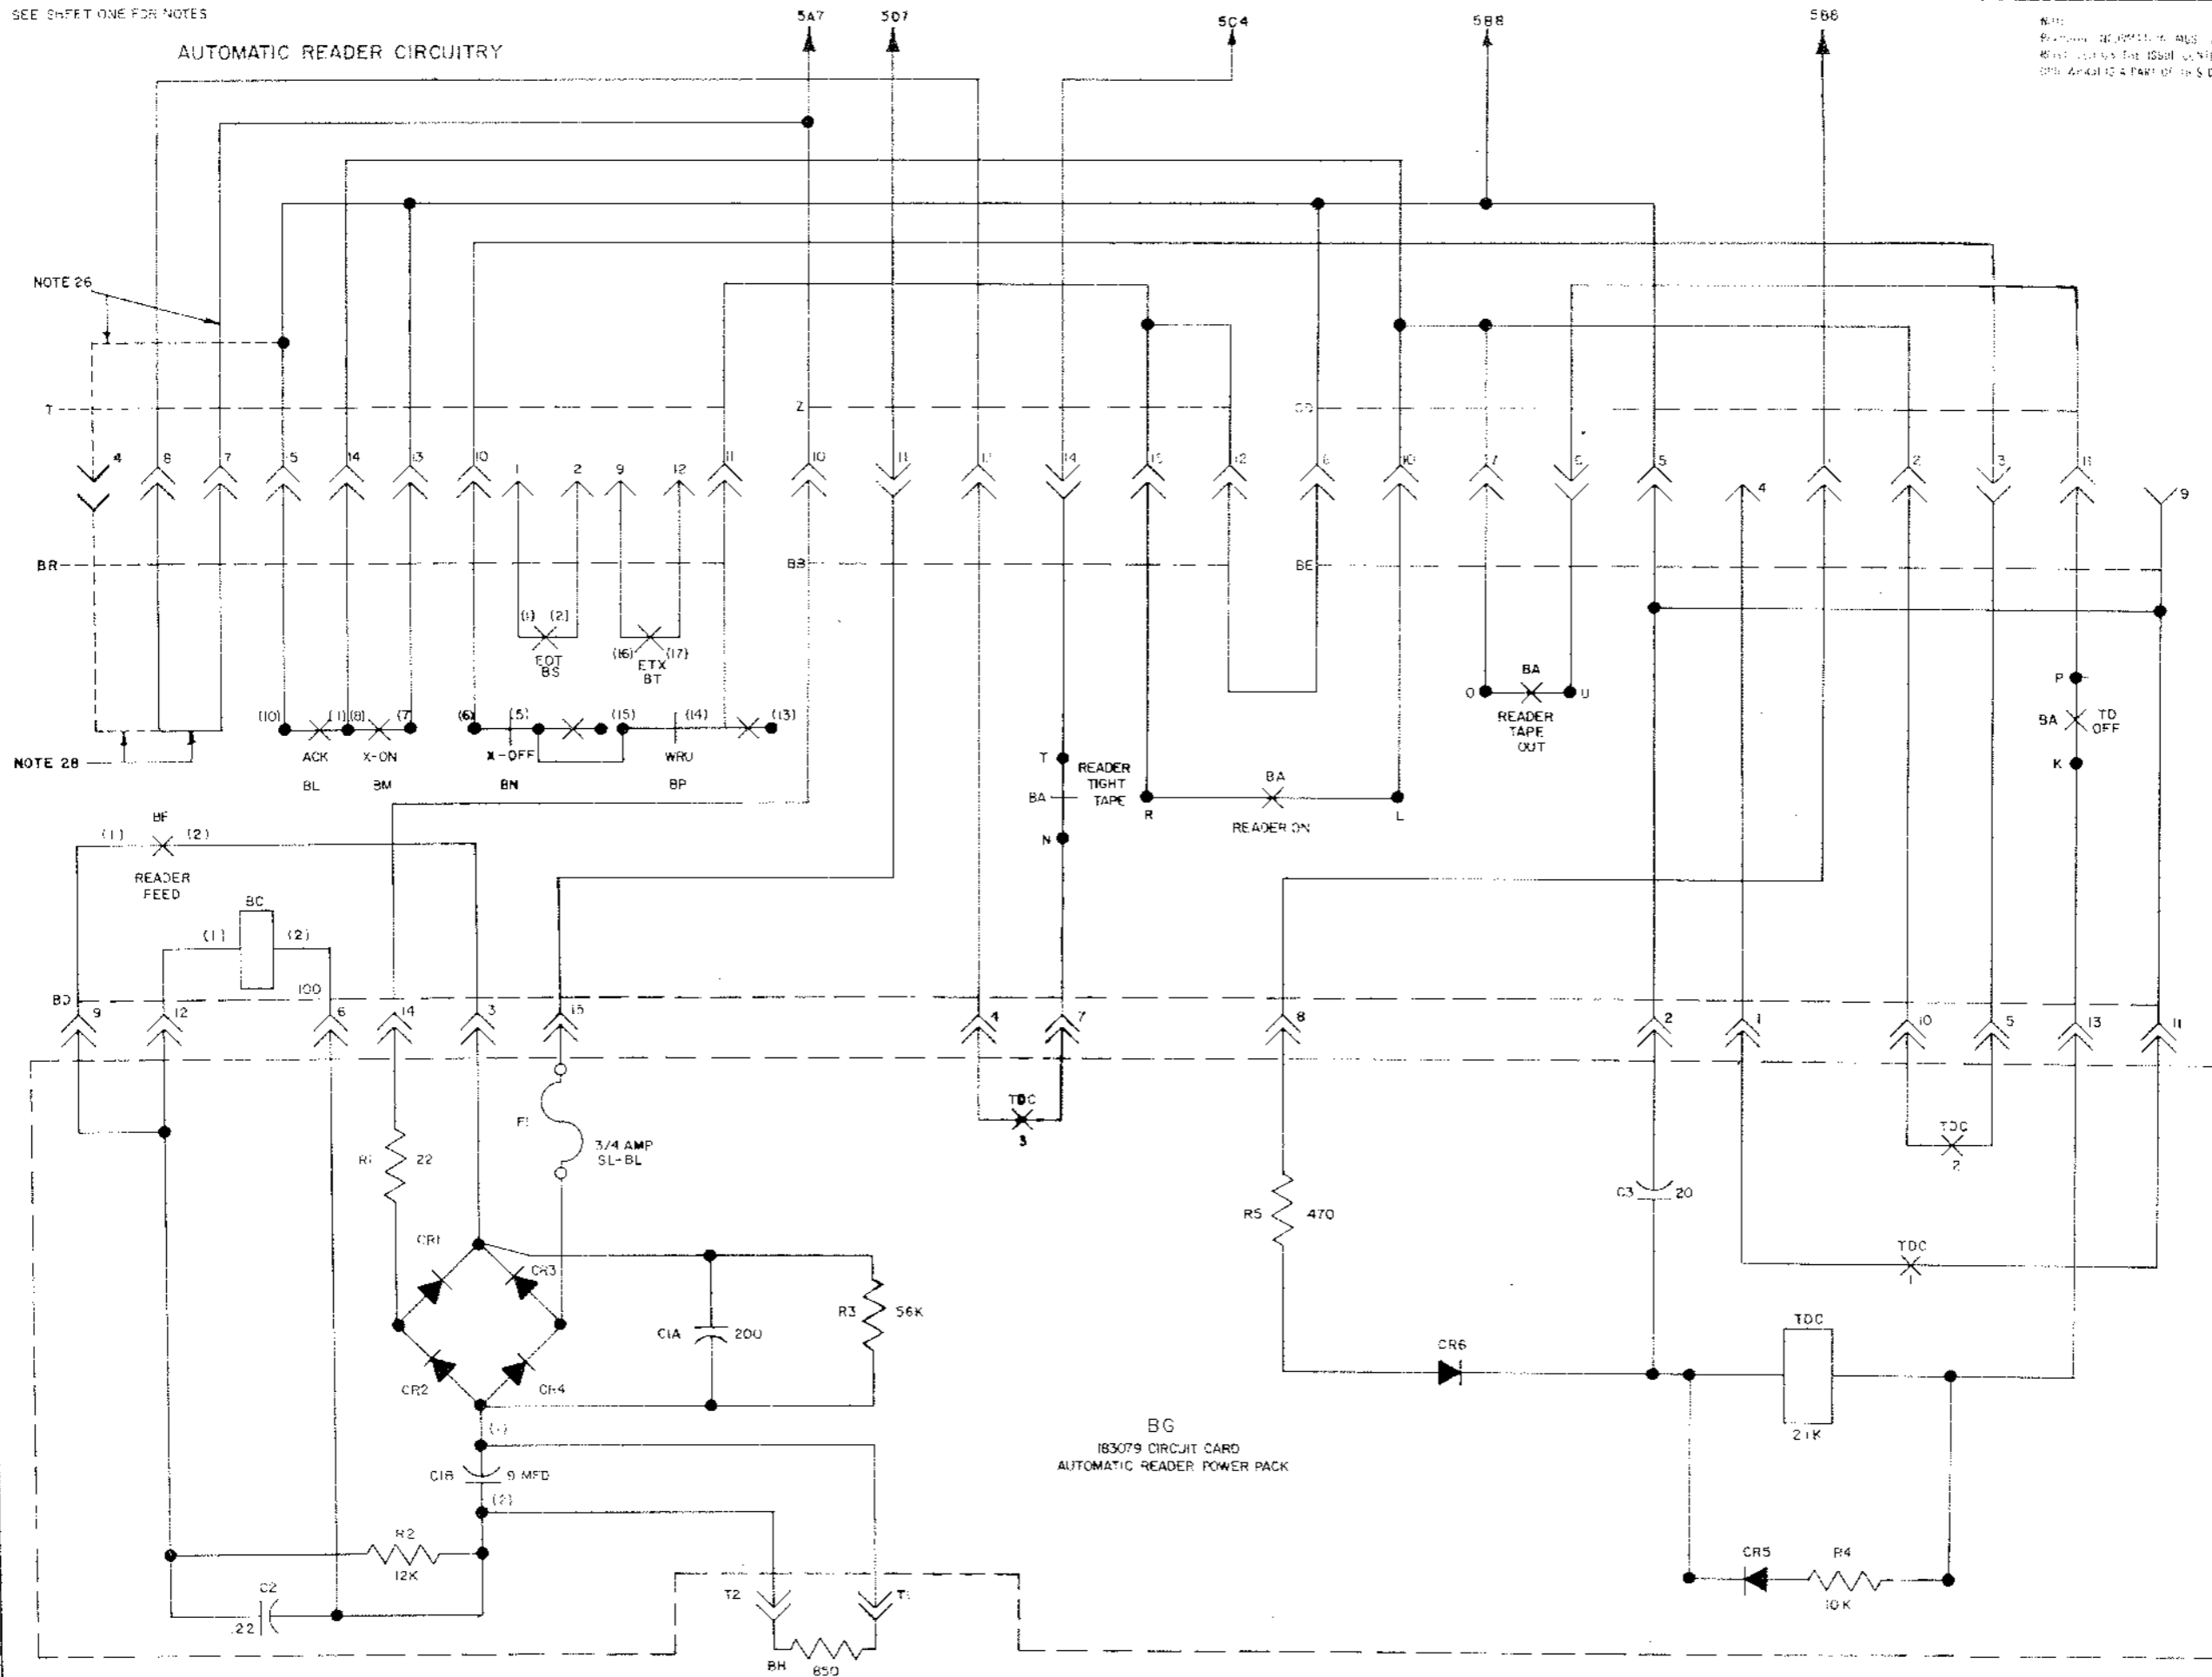 SEE SHEET ONE FOR NOTES
AUTOMATIC READER CIRCUITRY
5A7
5D7
5C4
5B8
5B6
NOTE 26
T
Z
4
8
7
5
14
13
10
1
2
9
12
11
10
11
13
14
15
12
6
10
17
5
4
2
3
11
9
BR
BB
BE
(1) (2)
EOT
BS
(16) (17)
ETX
BT
(10)
(1) (8)
(7)
(6)
(5)
(15)
(14)
(13)
ACK
X-ON
X-OFF
WRU
BL
BM
BN
BP
NOTE 28
O
BA
U
READER
TAPE
OUT
P
BA
TD
OFF
K
T
READER
TIGHT
TAPE
BA
N
R
BA
L
READER ON
BF
(1)
(2)
READER
FEED
BC
(1)
(2)
100
BD
9
12
6
14
3
15
4
7
8
2
1
10
5
13
11
TDC
3
F1
3/4 AMP
SL-BL
R1
22
TDC
2
C3
20
R5
470
TDC
1
CR1
CR3
CR2
CR4
C1A
200
R3
56K
CR6
TDC
BG
183079 CIRCUIT CARD
AUTOMATIC READER POWER PACK
(1)
C1B
9 MFD
(2)
R2
12K
C2
.22
T2
T1
BH
850
CR5
R4
10K